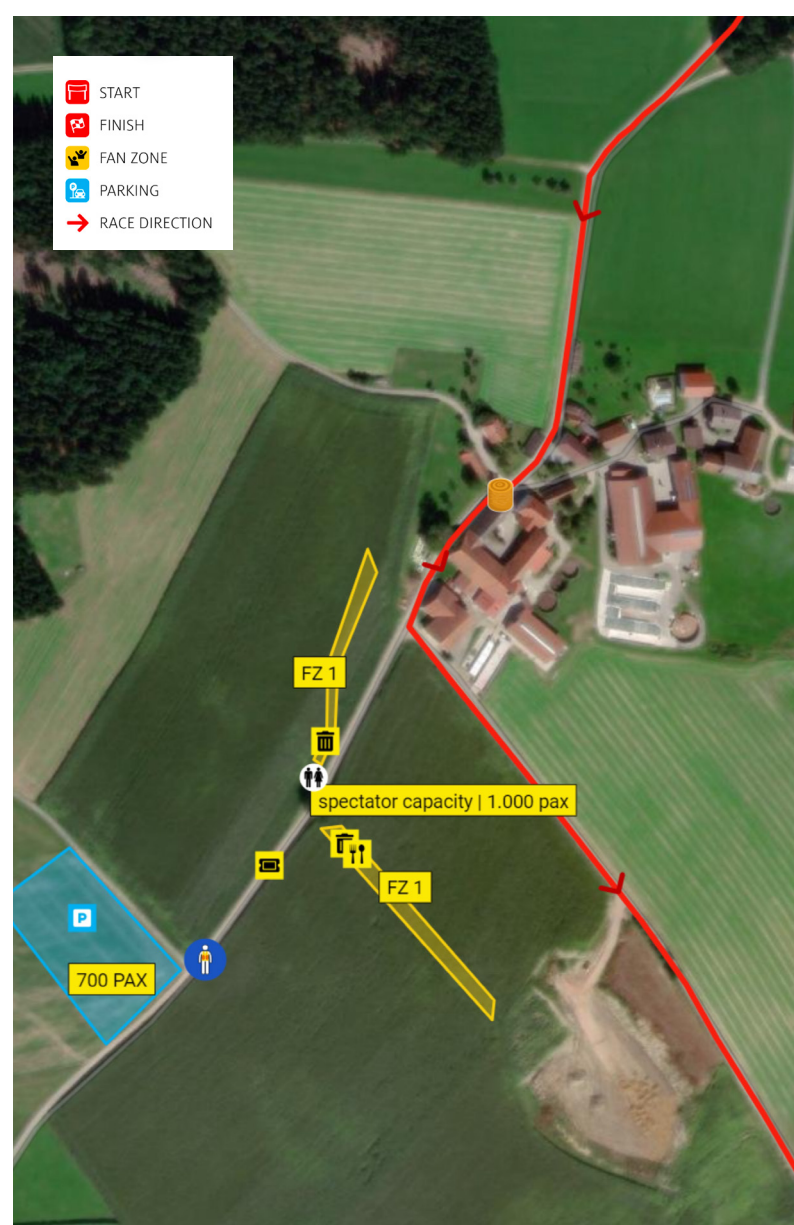 START
FINISH
FAN ZONE
PARKING
RACE DIRECTION
FZ 1
spectator capacity | 1.000 pax
FZ 1
P
700 PAX